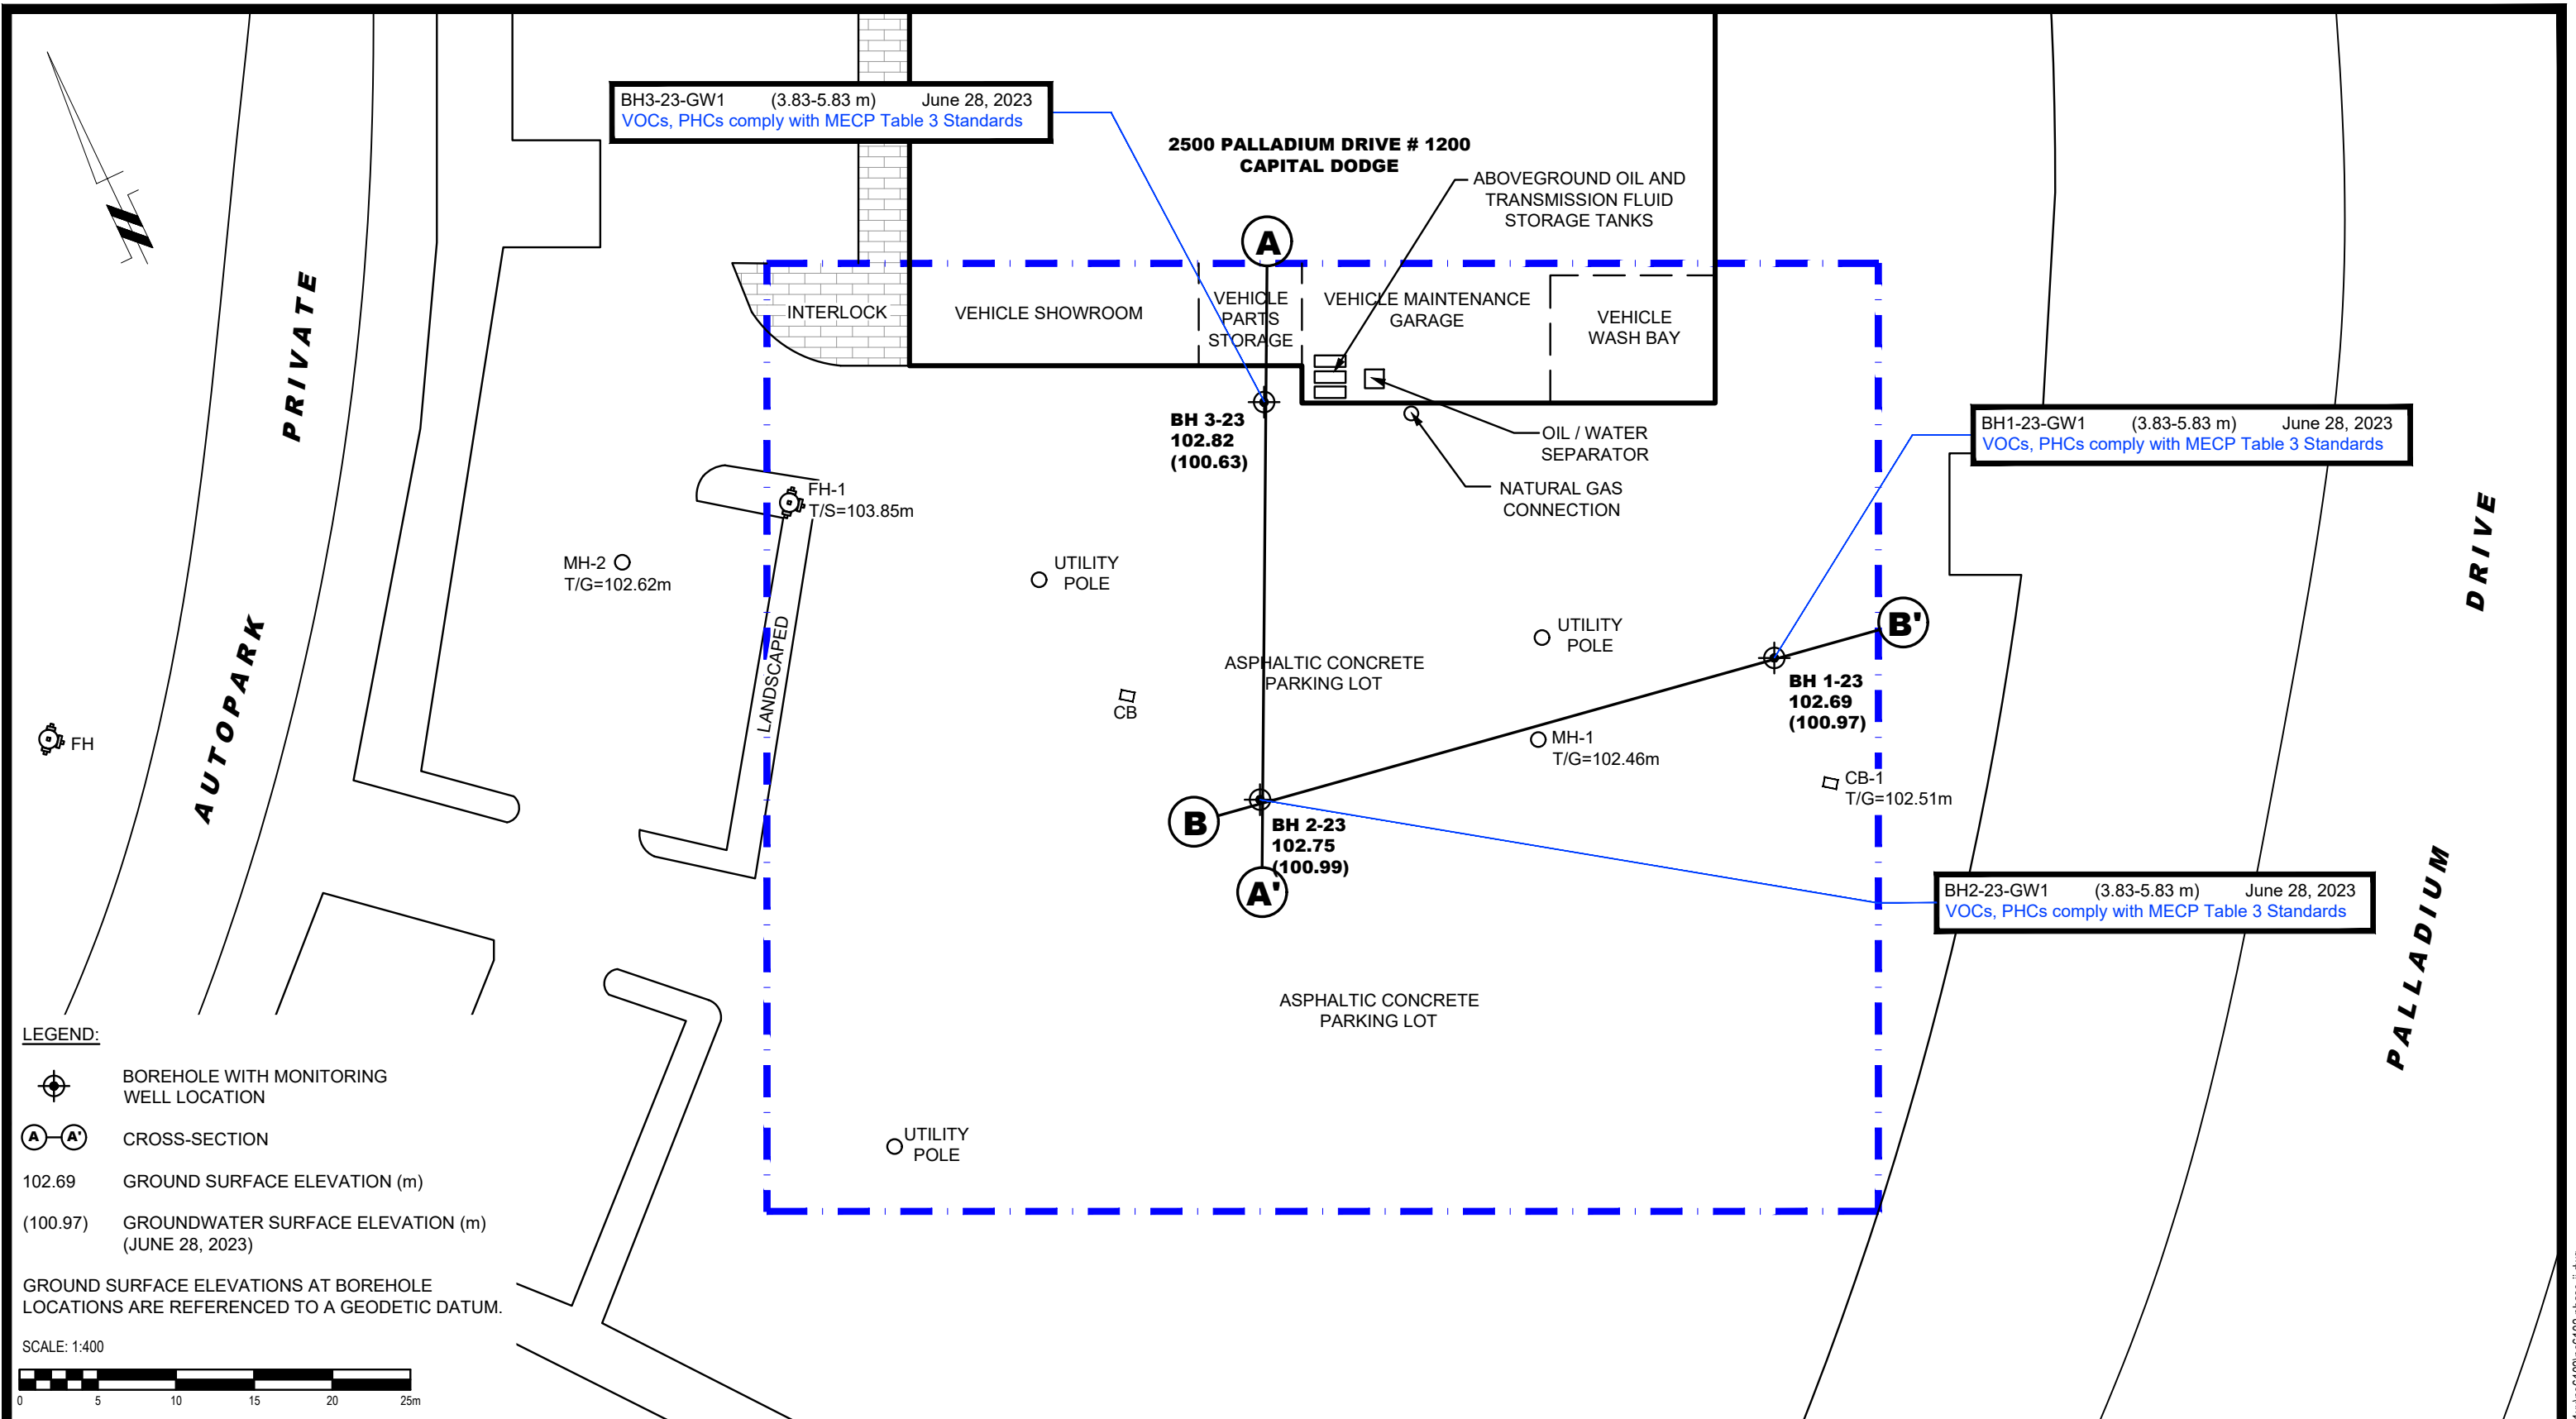 BH3-23-GW1 (3.83-5.83 m) June 28, 2023
VOCs, PHCs comply with MECP Table 3 Standards
2500 PALLADIUM DRIVE # 1200
CAPITAL DODGE
ABOVEGROUND OIL AND
TRANSMISSION FLUID
STORAGE TANKS
A
INTERLOCK
VEHICLE SHOWROOM
VEHICLE
PARTS
STORAGE
VEHICLE MAINTENANCE
GARAGE
VEHICLE
WASH BAY
PRIVATE
AUTOPARK
BH 3-23
102.82
(100.63)
OIL / WATER
SEPARATOR
NATURAL GAS
CONNECTION
BH1-23-GW1 (3.83-5.83 m) June 28, 2023
VOCs, PHCs comply with MECP Table 3 Standards
FH-1
T/S=103.85m
MH-2
T/G=102.62m
UTILITY
POLE
UTILITY
POLE
B'
DRIVE
PALLADIUM
LANDSCAPED
ASPHALTIC CONCRETE
PARKING LOT
CB
BH 1-23
102.69
(100.97)
FH
MH-1
T/G=102.46m
CB-1
T/G=102.51m
B
BH 2-23
102.75
(100.99)
A'
BH2-23-GW1 (3.83-5.83 m) June 28, 2023
VOCs, PHCs comply with MECP Table 3 Standards
ASPHALTIC CONCRETE
PARKING LOT
UTILITY
POLE
LEGEND:
BOREHOLE WITH MONITORING
WELL LOCATION
A A' CROSS-SECTION
102.69 GROUND SURFACE ELEVATION (m)
(100.97) GROUNDWATER SURFACE ELEVATION (m)
(JUNE 28, 2023)
GROUND SURFACE ELEVATIONS AT BOREHOLE
LOCATIONS ARE REFERENCED TO A GEODETIC DATUM.
SCALE: 1:400
0 5 10 15 20 25m